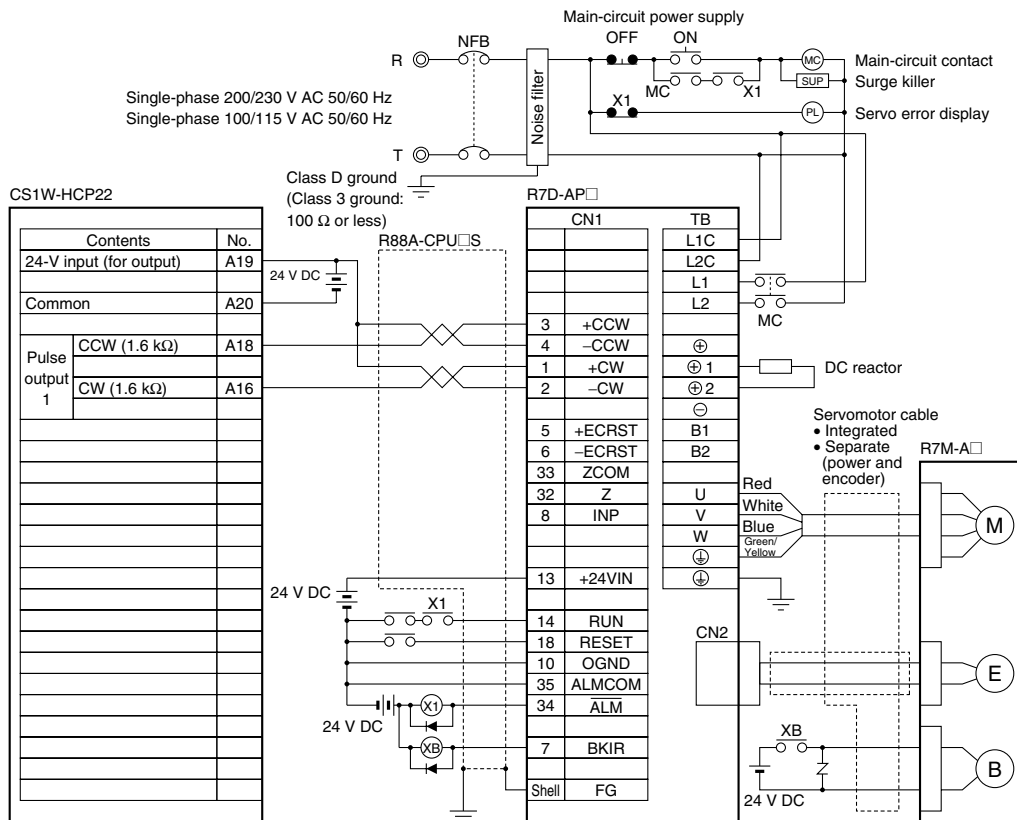 Main-circuit power supply
OFF
ON
NFB
R
MC
Main-circuit contact
SUP
Surge killer
MC
X1
X1
PL
Servo error display
Single-phase 200/230 V AC 50/60 Hz
Single-phase 100/115 V AC 50/60 Hz
Noise filter
T
Class D ground
(Class 3 ground:
100 Ω or less)
CS1W-HCP22
R7D-AP□
R88A-CPU□S
Contents No.
24-V input (for output) A19
24 V DC
Common A20
Pulse output 1
CCW (1.6 kΩ) A18
CW (1.6 kΩ) A16
CN1
3 +CCW
4 −CCW
1 +CW
2 −CW
5 +ECRST
6 −ECRST
33 ZCOM
32 Z
8 INP
13 +24VIN
14 RUN
18 RESET
10 OGND
35 ALMCOM
34 ALM
7 BKIR
Shell FG
TB
L1C
L2C
L1
L2
⊕
⊕ 1
⊕ 2
⊖
B1
B2
U
V
W
MC
DC reactor
Red
White
Blue
Green/
Yellow
Servomotor cable
• Integrated
• Separate
(power and
encoder)
R7M-A□
M
24 V DC
X1
X1
24 V DC
XB
CN2
E
XB
24 V DC
B